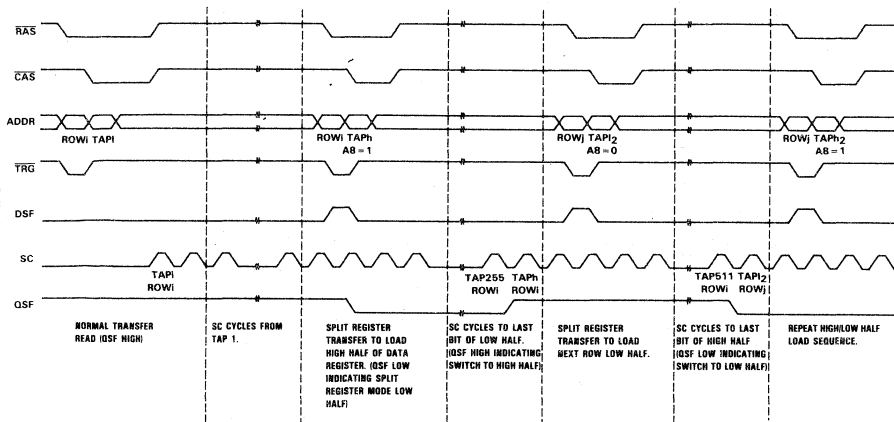 RAS
CAS
ADDR
ROWi TAPI
ROWi TAPh
A8 = 1
ROWj TAPI2
A8 = 0
ROWj TAPh2
A8 = 1
TRG
DSF
SC
TAPi
ROWi
TAP255 TAPh
ROWi ROWi
TAP511 TAPI2
ROWi ROWj
QSF
NORMAL TRANSFER
READ (QSF HIGH)
SC CYCLES FROM
TAP 1.
SPLIT REGISTER
TRANSFER TO LOAD
HIGH HALF OF DATA
REGISTER. (QSF LOW
INDICATING SPLIT
REGISTER MODE LOW
HALF)
SC CYCLES TO LAST
BIT OF LOW HALF.
(QSF HIGH INDICATING
SWITCH TO HIGH HALF)
SPLIT REGISTER
TRANSFER TO LOAD
NEXT ROW LOW HALF.
SC CYCLES TO LAST
BIT OF HIGH HALF
(QSF LOW INDICATING
SWITCH TO LOW HALF)
REPEAT HIGH/LOW HALF
LOAD SEQUENCE.